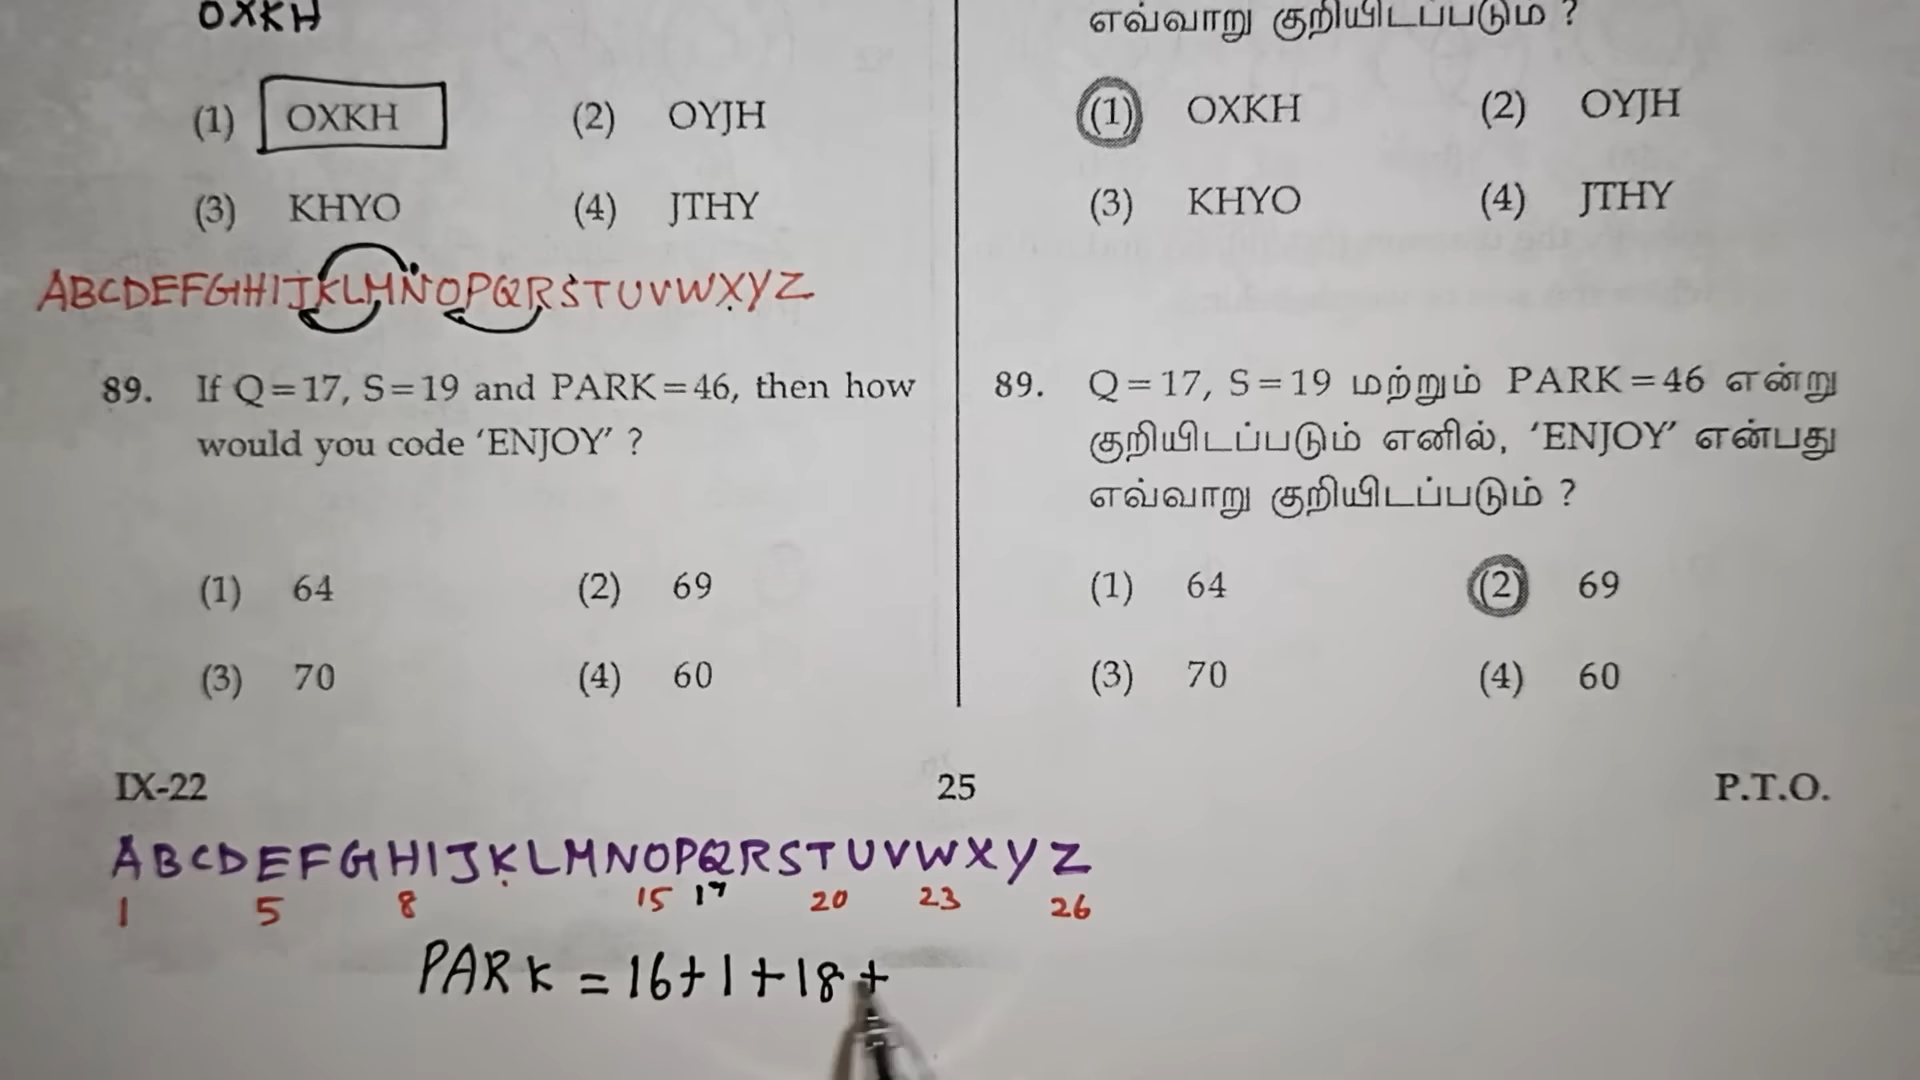 OXKH
(1) OXKH (2) OYJH
(3) KHYO (4) JTHY
ABCDEFGHIJKLMNOPQRSTUVWXYZ
89. If Q=17, S=19 and PARK=46, then how
would you code ‘ENJOY’ ?
(1) 64 (2) 69
(3) 70 (4) 60
எவ்வாறு குறியிடப்படும் ?
(1) OXKH (2) OYJH
(3) KHYO (4) JTHY
89. Q=17, S=19 மற்றும் PARK=46 என்று
குறியிடப்படும் எனில், ‘ENJOY’ என்பது
எவ்வாறு குறியிடப்படும் ?
(1) 64 (2) 69
(3) 70 (4) 60
IX-22 25 P.T.O.
ABCDEFGHIJKLMNOPQRSTUVWXYZ
1 5 8 15 17 20 23 26
PARK = 16+1+18+